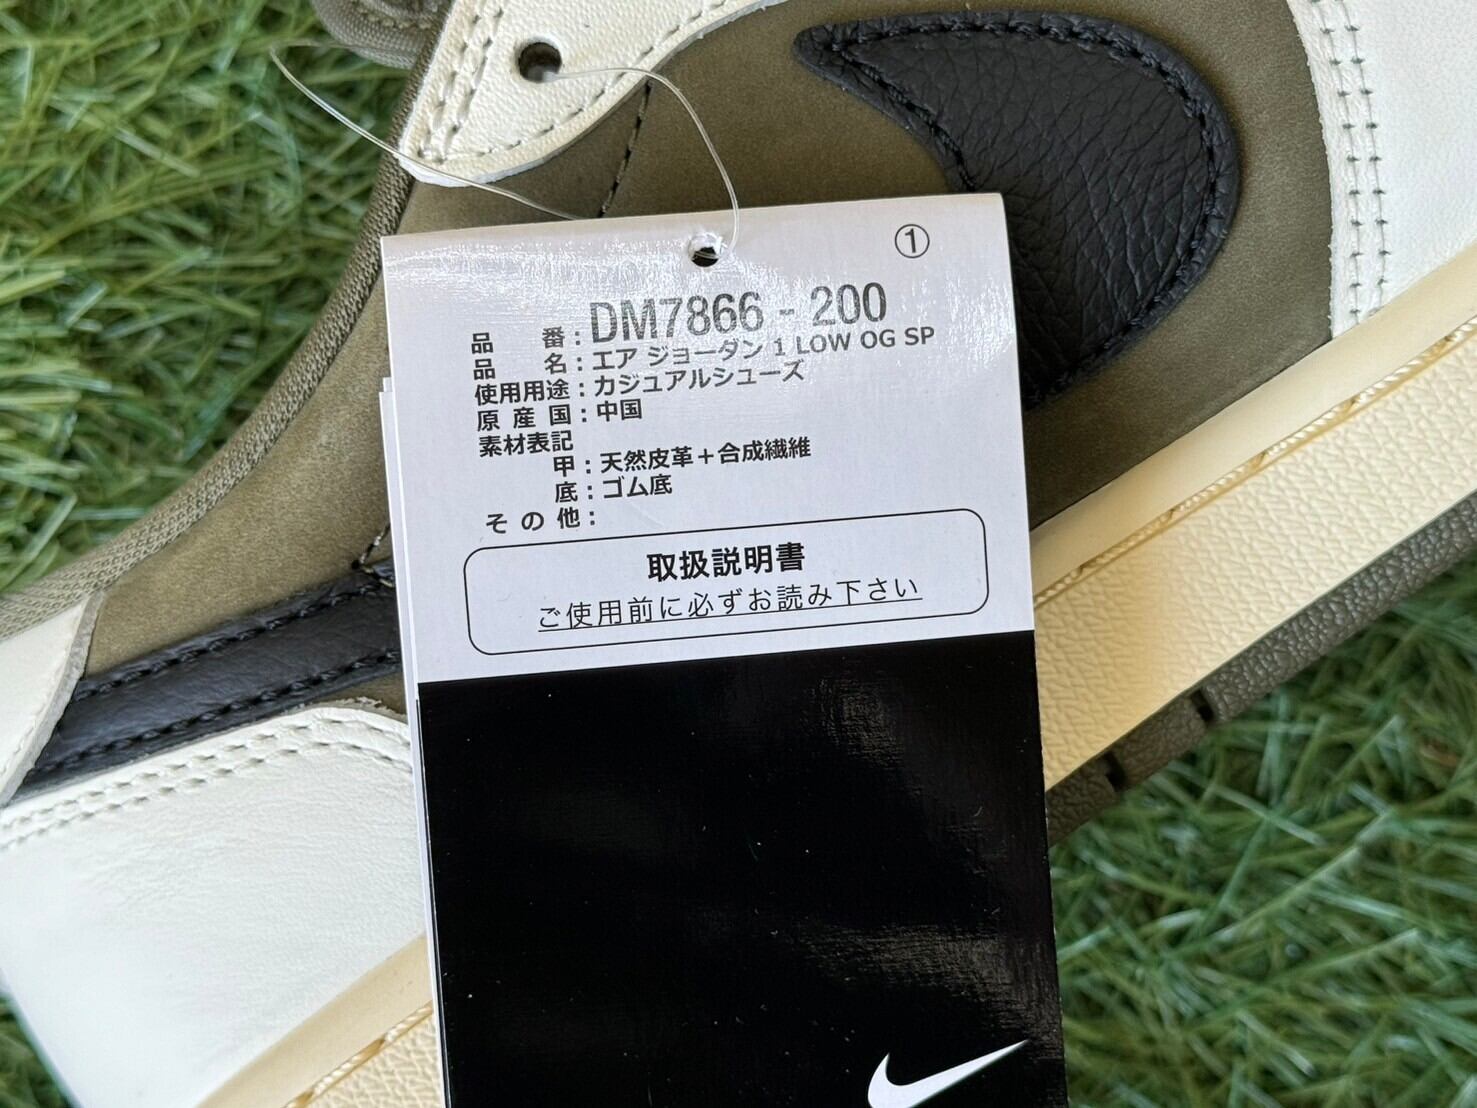 ①
品　番：DM7866 - 200
品　名：エア ジョーダン 1 LOW OG SP
使用用途：カジュアルシューズ
原産国：中国
素材表記
甲：天然皮革＋合成繊維
底：ゴム底
その他：
取扱説明書
ご使用前に必ずお読み下さい